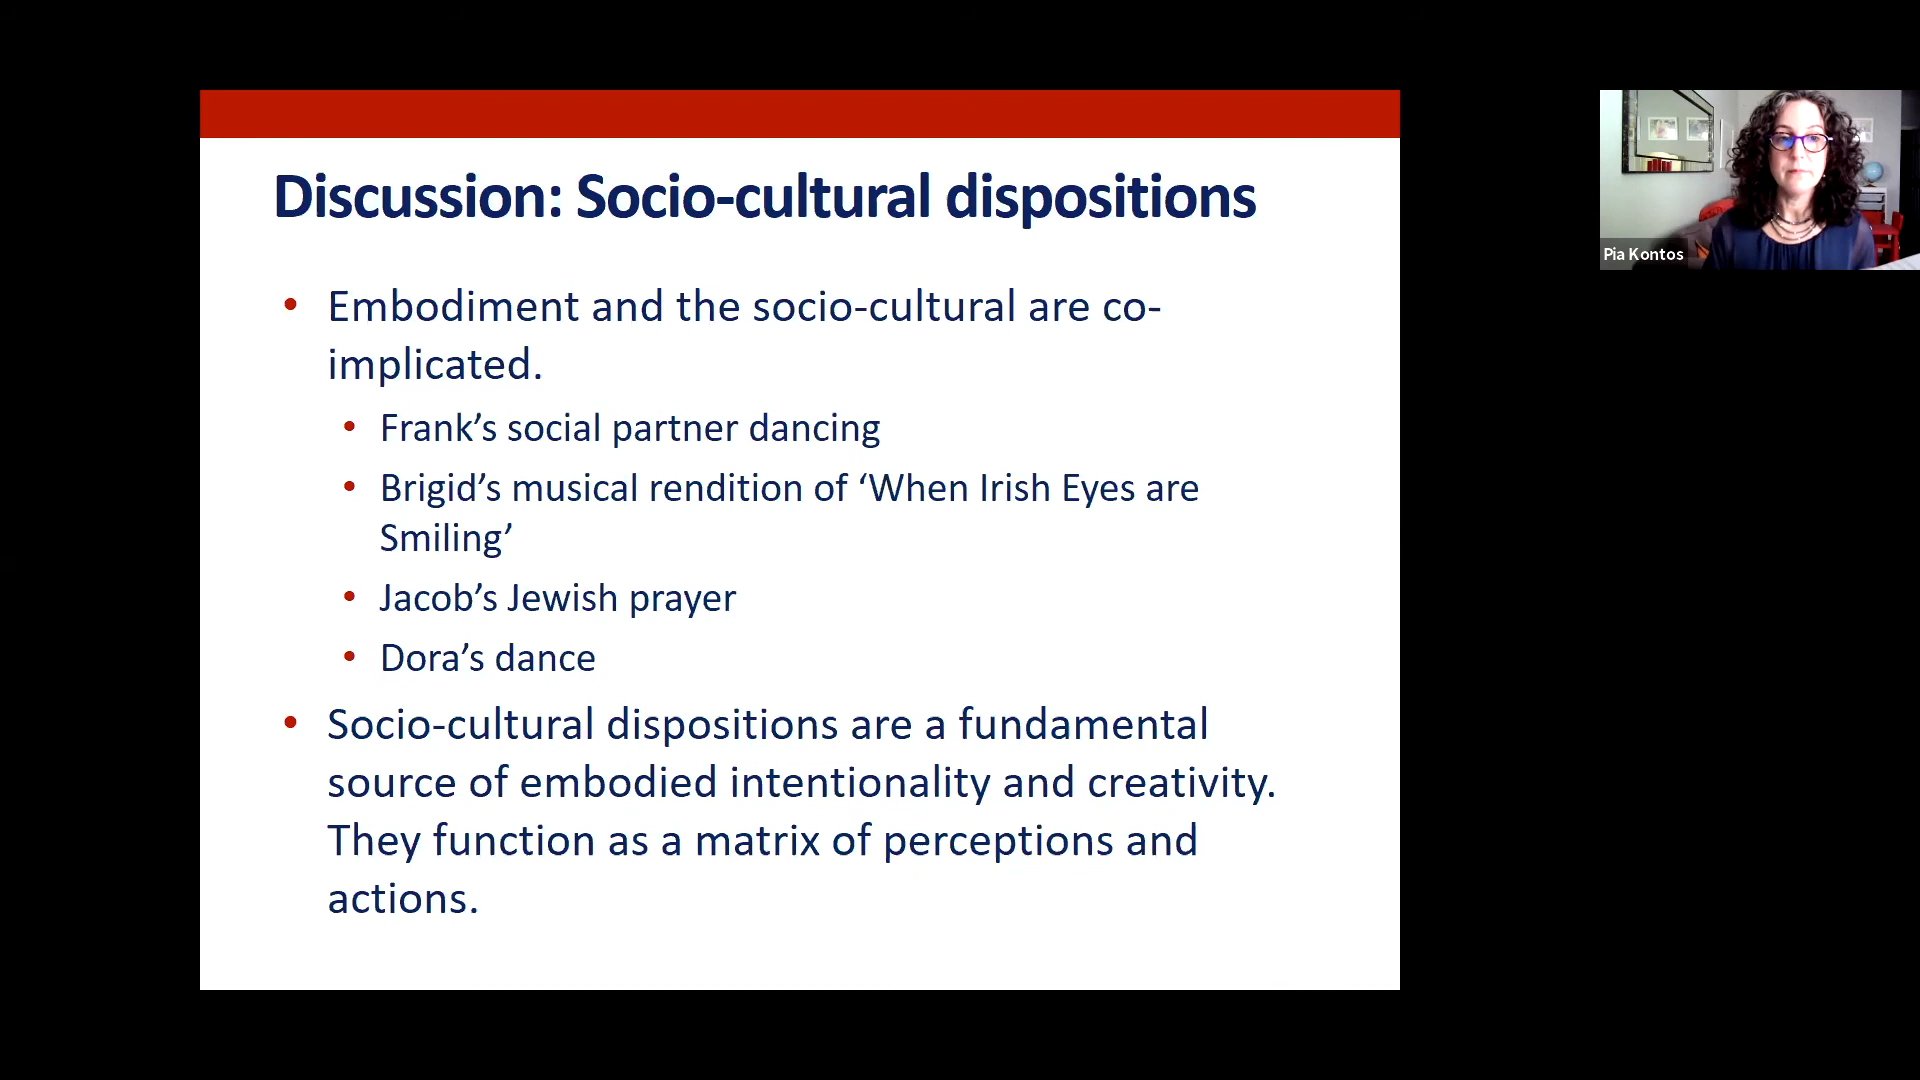 Discussion: Socio-cultural dispositions
• Embodiment and the socio-cultural are co-
implicated.
• Frank’s social partner dancing
• Brigid’s musical rendition of ‘When Irish Eyes are
Smiling’
• Jacob’s Jewish prayer
• Dora’s dance
• Socio-cultural dispositions are a fundamental
source of embodied intentionality and creativity.
They function as a matrix of perceptions and
actions.
Pia Kontos